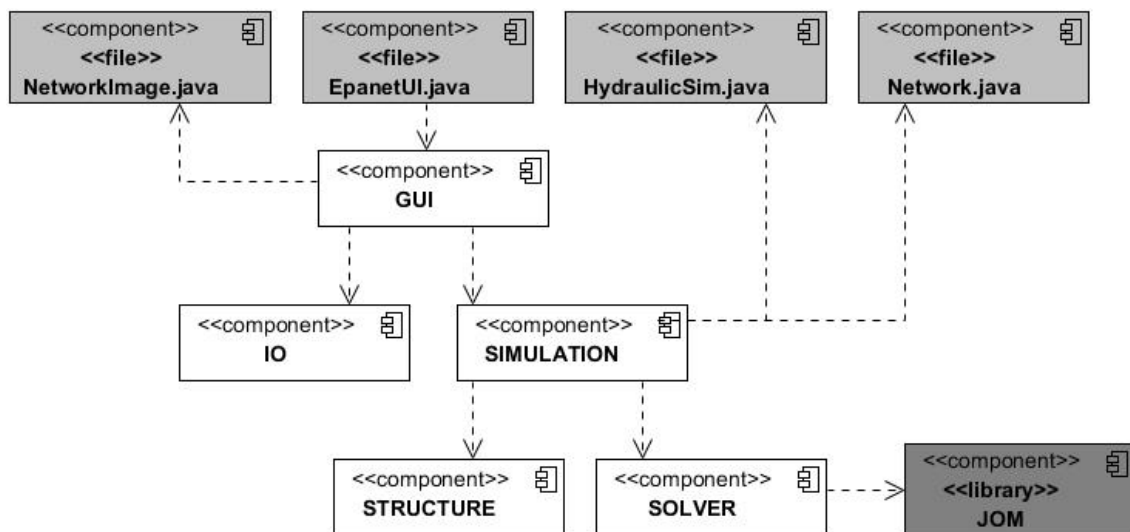 <<component>>
<<file>>
NetworkImage.java
<<component>>
<<file>>
EpanetUI.java
<<component>>
<<file>>
HydraulicSim.java
<<component>>
<<file>>
Network.java
<<component>>
GUI
<<component>>
IO
<<component>>
SIMULATION
<<component>>
STRUCTURE
<<component>>
SOLVER
<<component>>
<<library>>
JOM